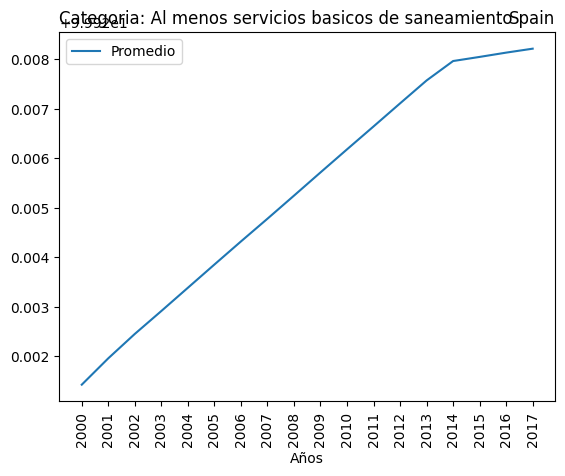 Categoria: Al menos servicios basicos de saneamiento Spain
+9.992e1
Promedio
0.008
0.007
0.006
0.005
0.004
0.003
0.002
2000 2001 2002 2003 2004 2005 2006 2007 2008 2009 2010 2011 2012 2013 2014 2015 2016 2017
Años